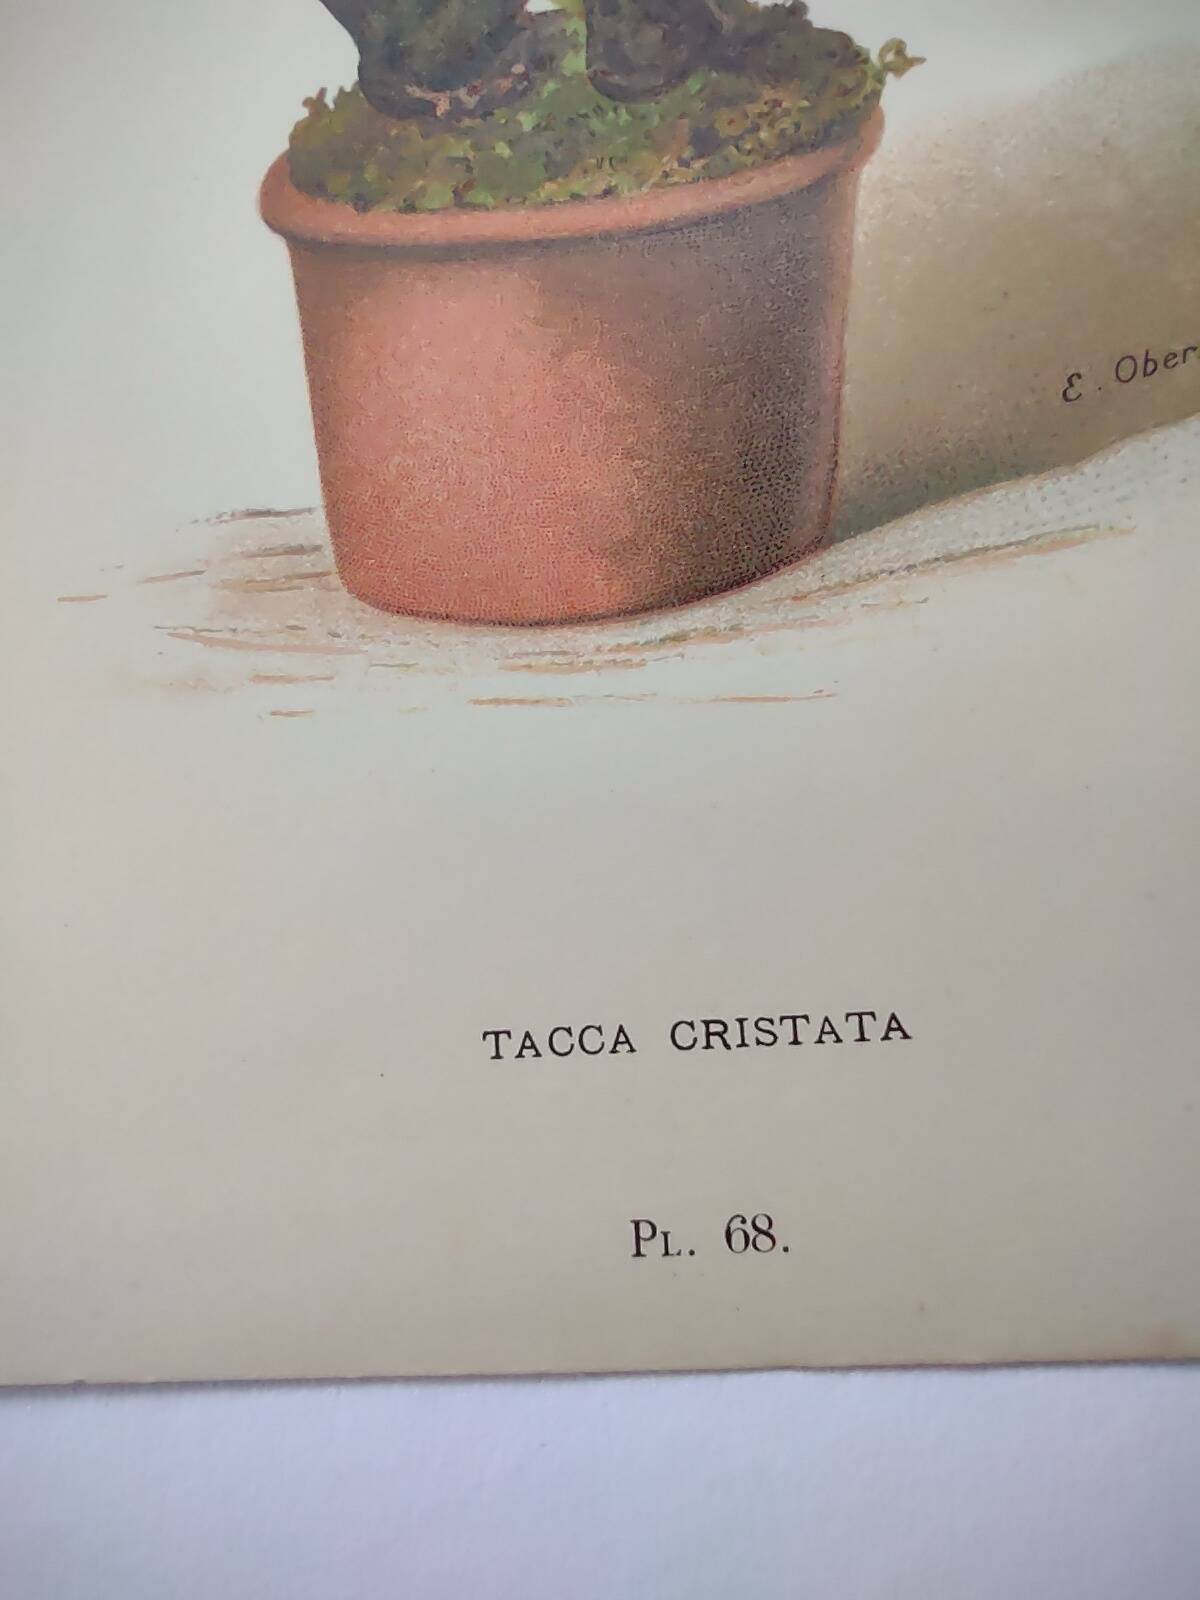 E. Ober
TACCA CRISTATA
PL. 68.